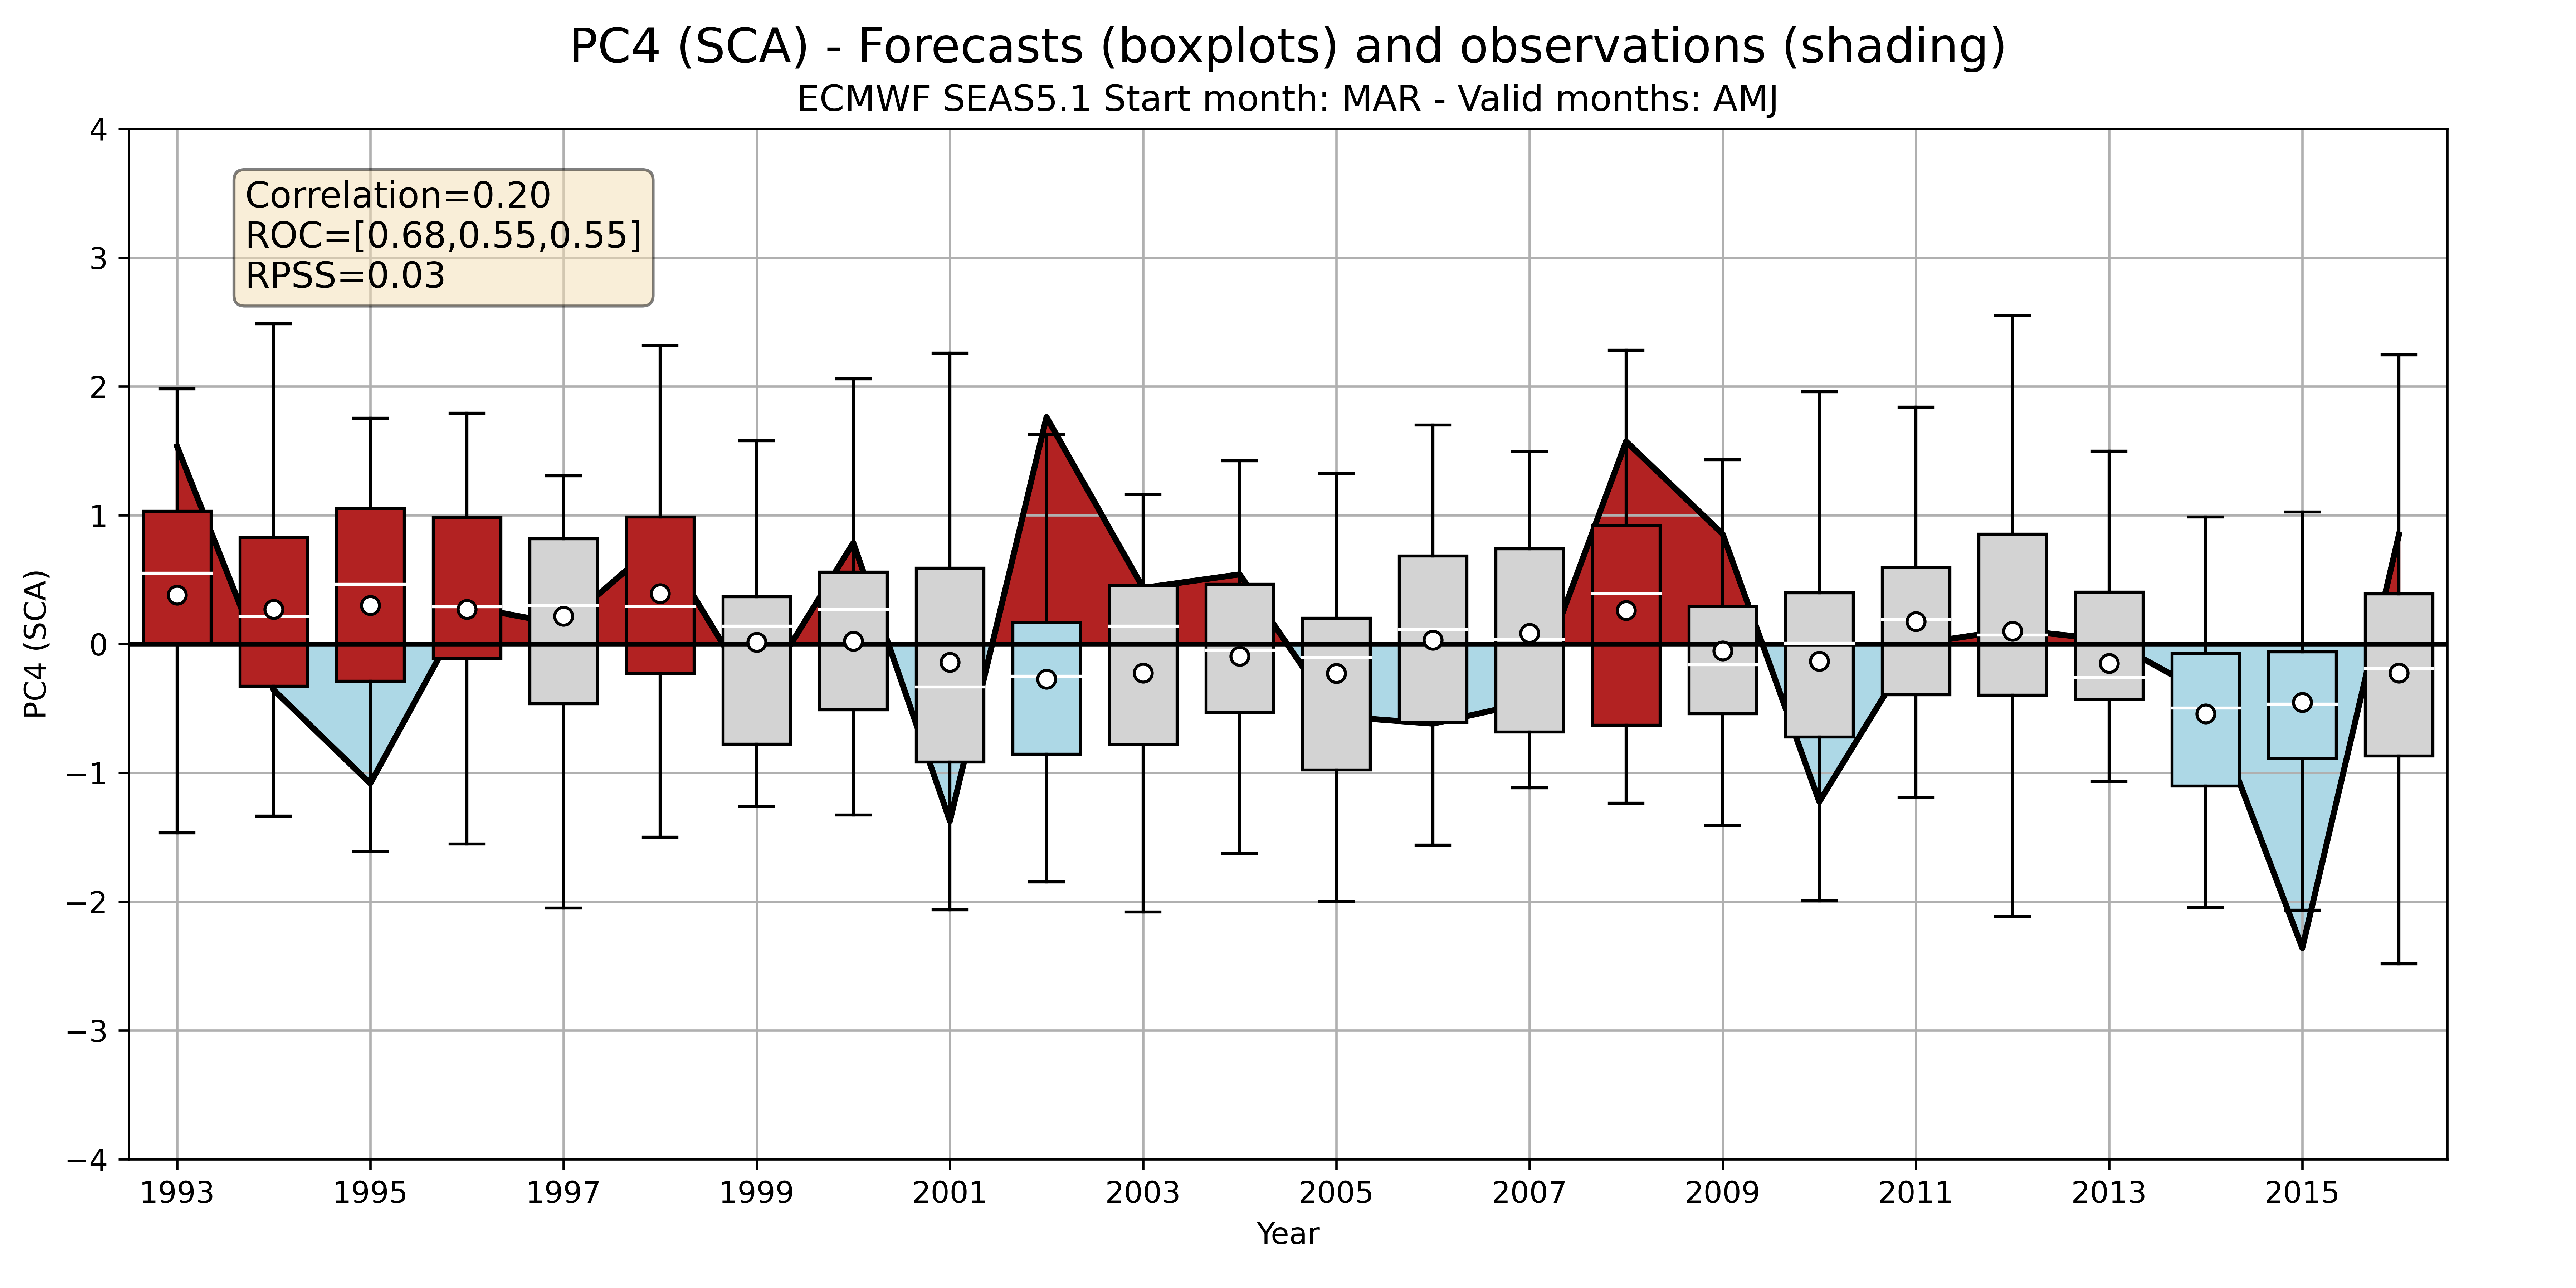 PC4 (SCA) - Forecasts (boxplots) and observations (shading)
ECMWF SEAS5.1 Start month: MAR - Valid months: AMJ
Correlation=0.20
ROC=[0.68,0.55,0.55]
RPSS=0.03
PC4 (SCA)
4
3
2
1
0
−1
−2
−3
−4
1993 1995 1997 1999 2001 2003 2005 2007 2009 2011 2013 2015
Year